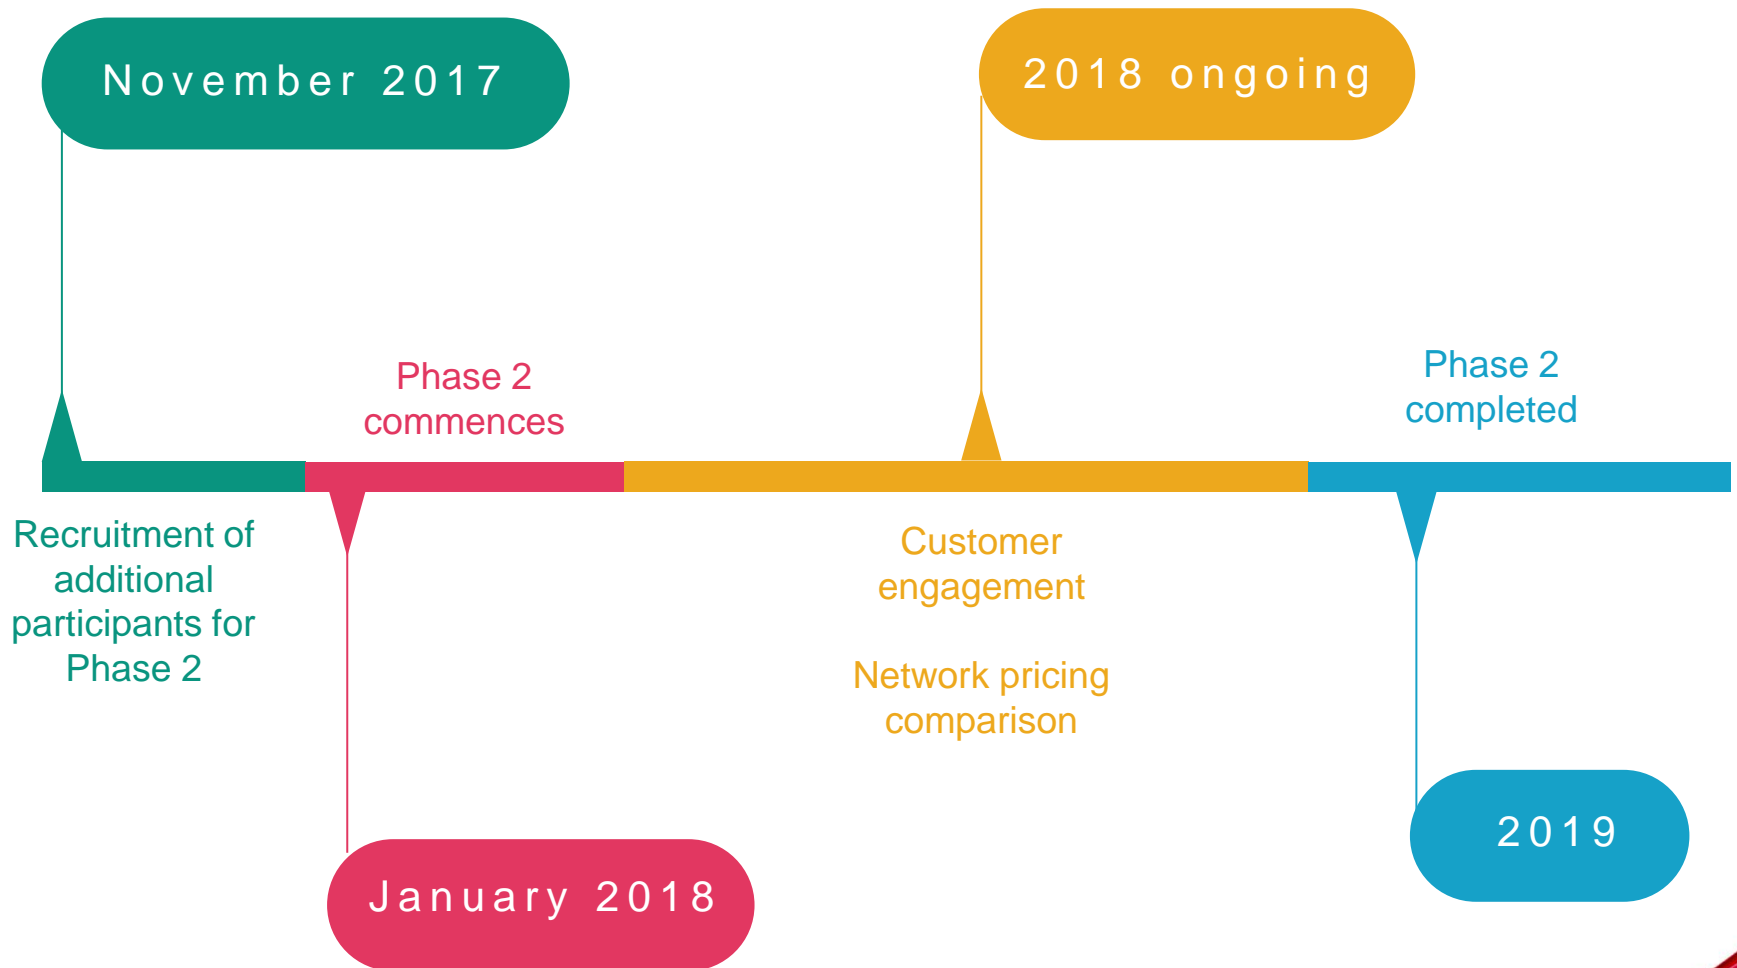 November 2017
2018 ongoing
Phase 2
commences
Phase 2
completed
Recruitment of
additional
participants for
Phase 2
Customer
engagement
Network pricing
comparison
January 2018
2019